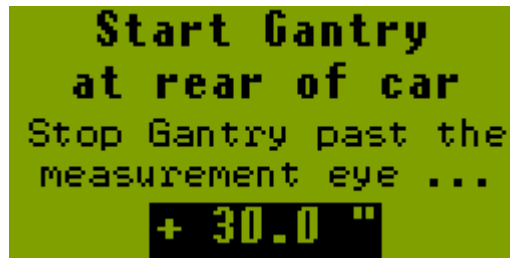 Start Gantry
at rear of car
Stop Gantry past the
measurement eye ...
+ 30.0 "